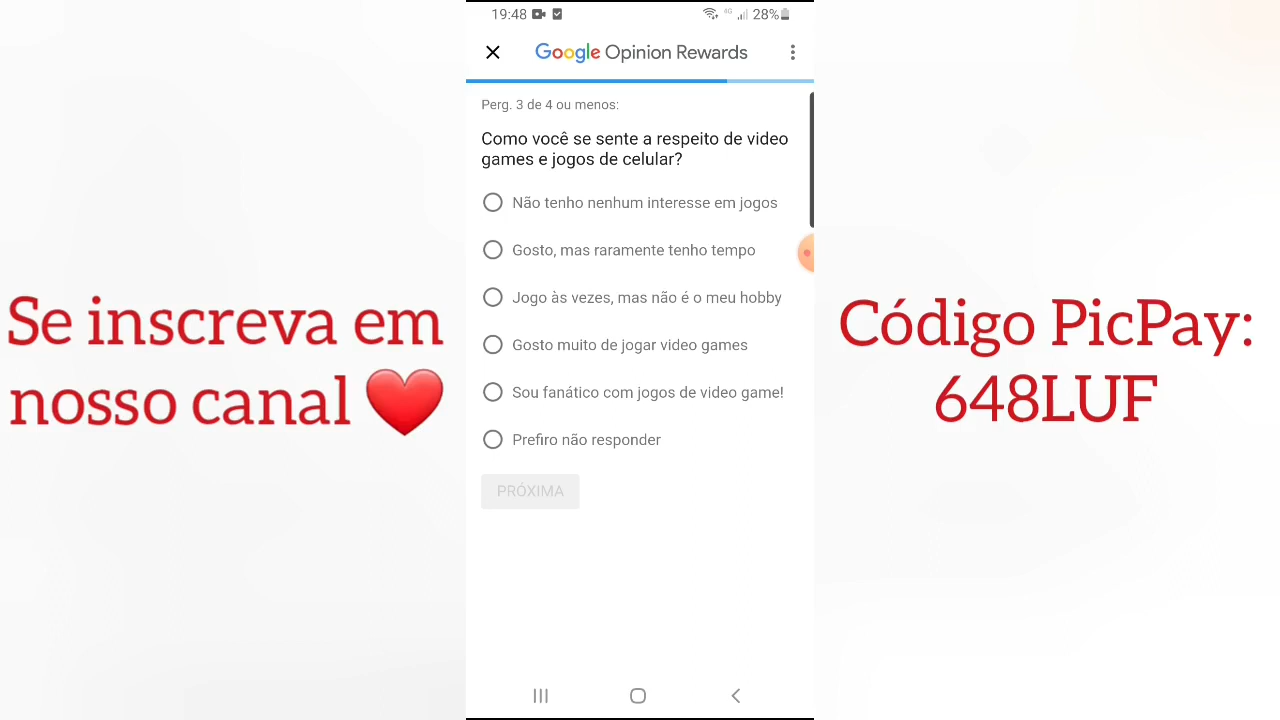 19:48
4G
28%
Google Opinion Rewards
Perg. 3 de 4 ou menos:
Como você se sente a respeito de video
games e jogos de celular?
Não tenho nenhum interesse em jogos
Gosto, mas raramente tenho tempo
Jogo às vezes, mas não é o meu hobby
Gosto muito de jogar video games
Sou fanático com jogos de video game!
Prefiro não responder
PRÓXIMA
Se inscreva em
nosso canal ❤️
Código PicPay:
648LUF